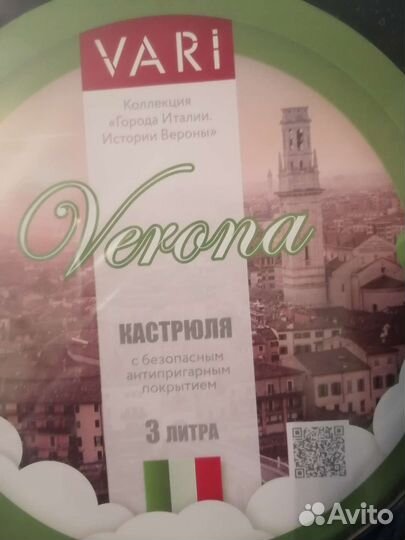 VARi
Коллекция
«Города Италии.
Истории Вероны»
Verona
КАСТРЮЛЯ
с безопасным
антипригарным
покрытием
3 ЛИТРА
Avito